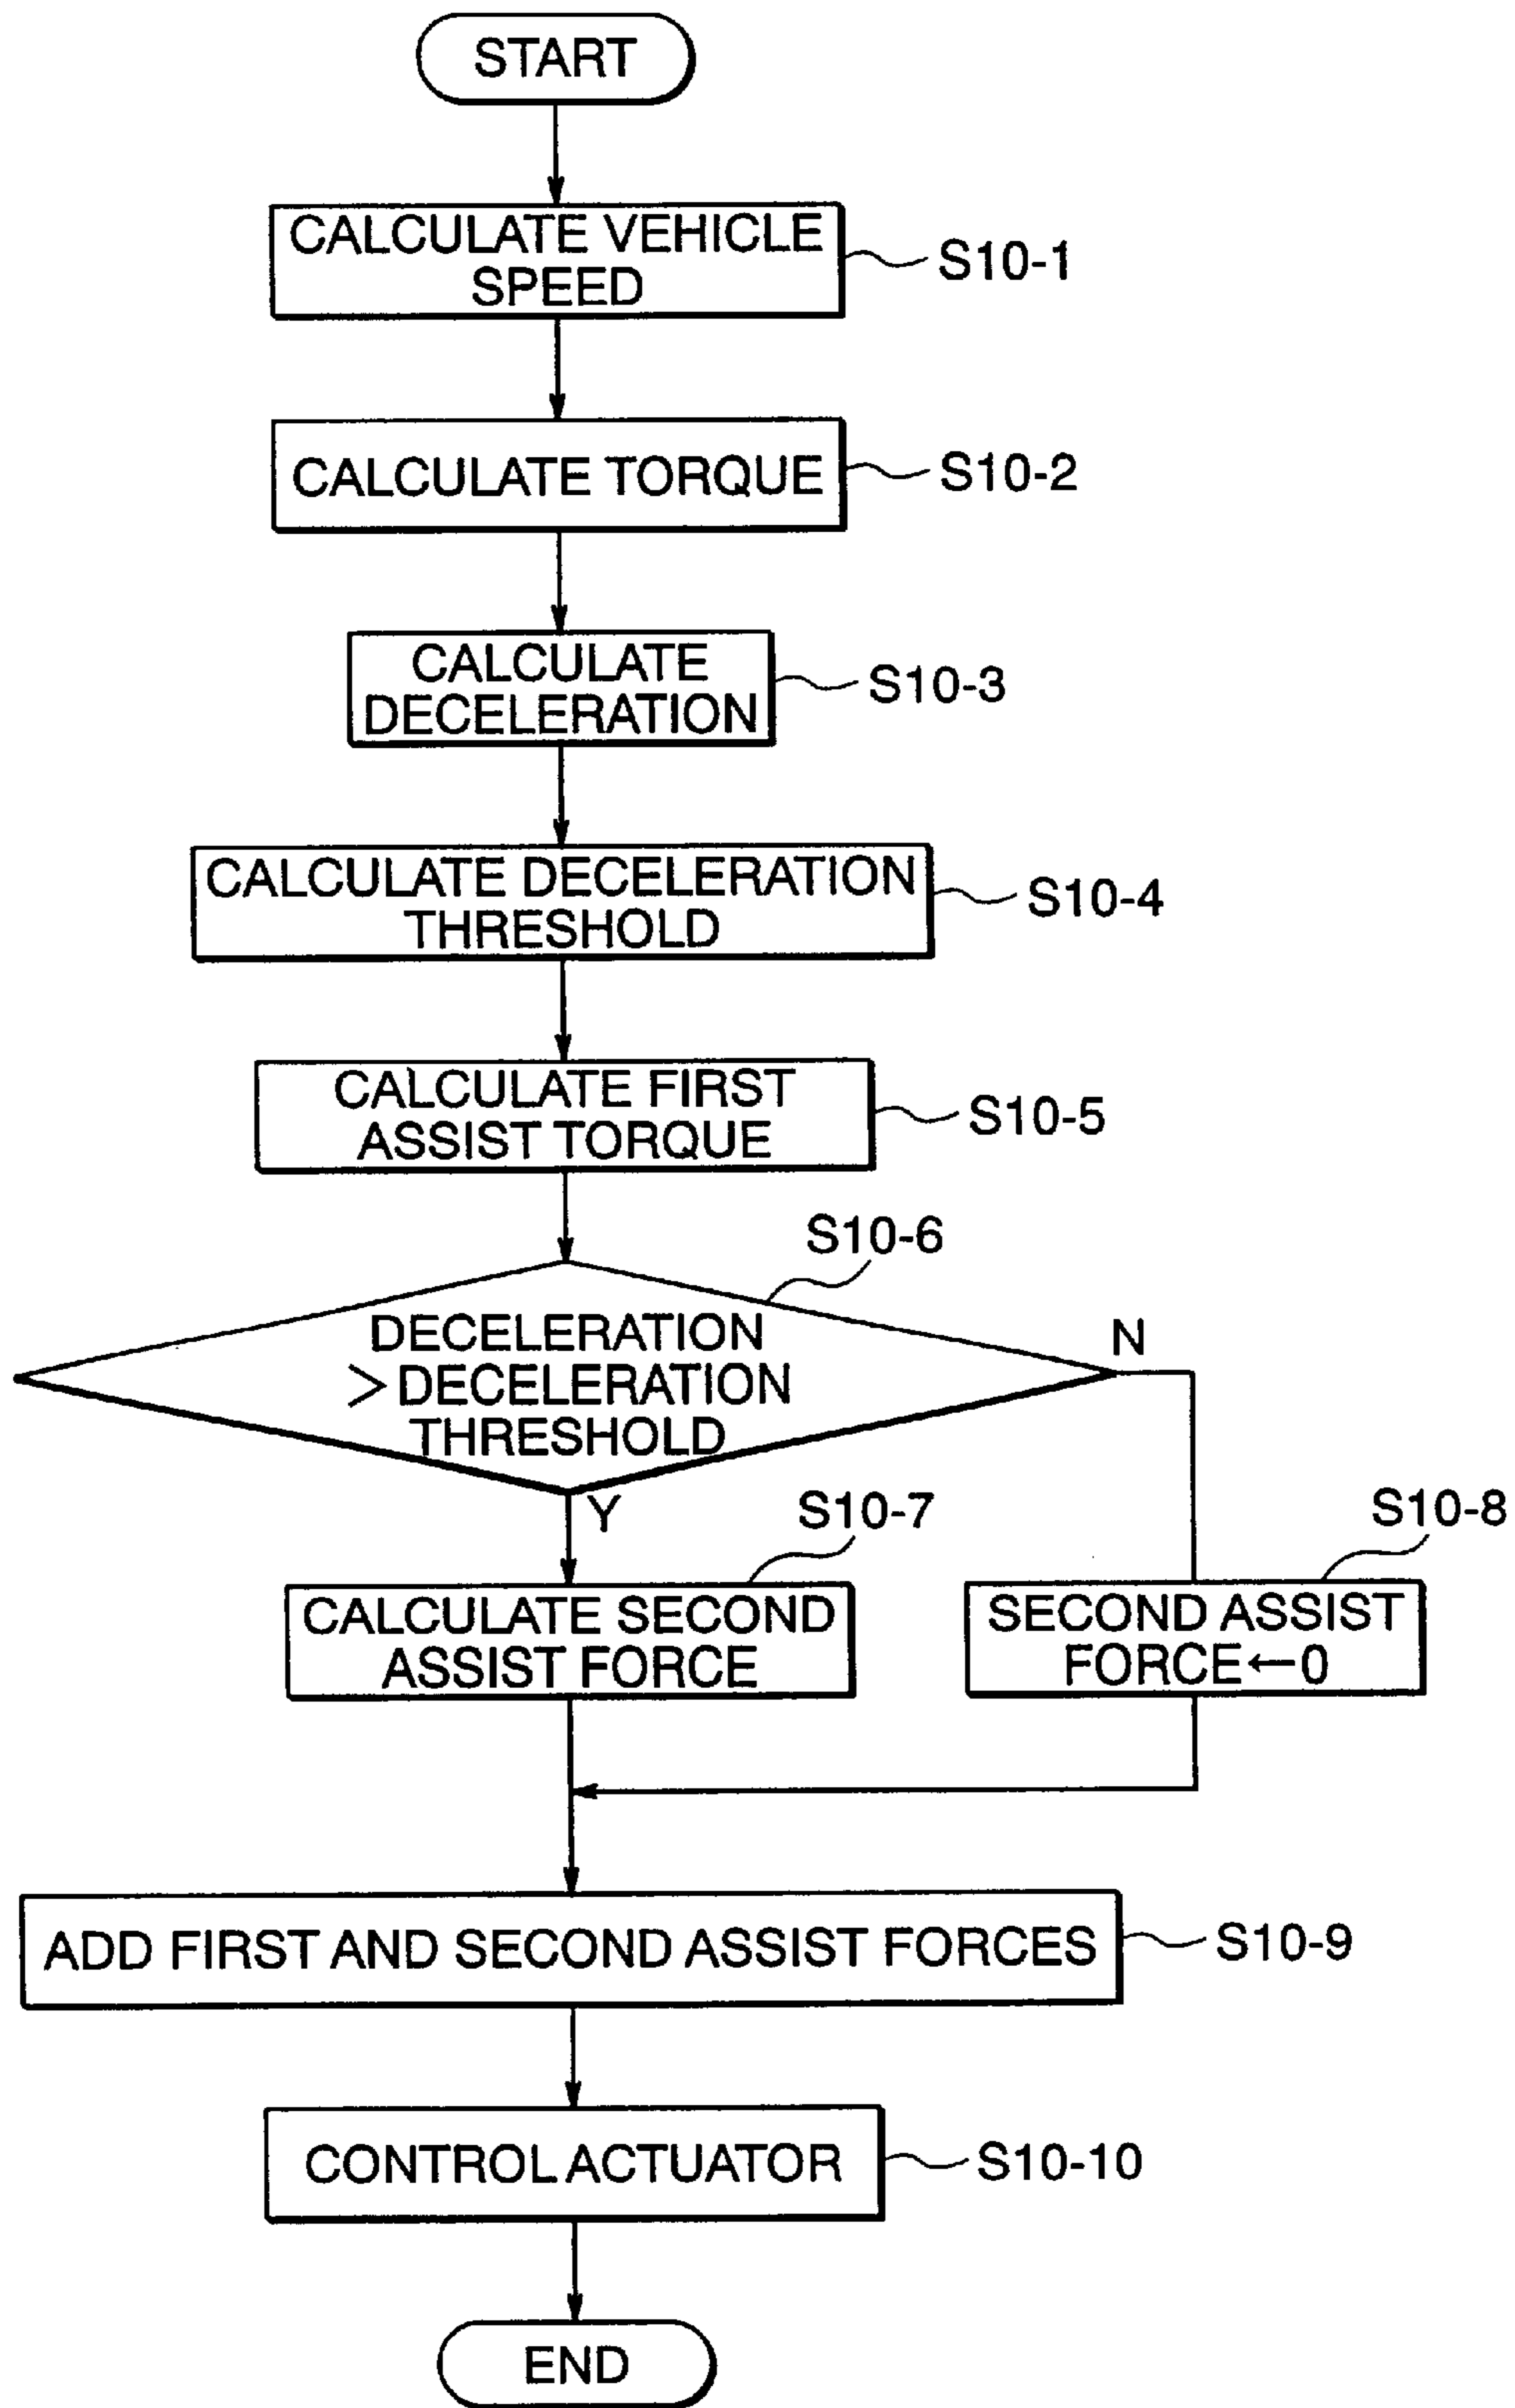 START
CALCULATE VEHICLE
SPEED
S10-1
CALCULATE TORQUE
S10-2
CALCULATE
DECELERATION
S10-3
CALCULATE DECELERATION
THRESHOLD
S10-4
CALCULATE FIRST
ASSIST TORQUE
S10-5
S10-6
DECELERATION
>DECELERATION
THRESHOLD
N
Y
S10-7
CALCULATE SECOND
ASSIST FORCE
S10-8
SECOND ASSIST
FORCE←0
ADD FIRST AND SECOND ASSIST FORCES
S10-9
CONTROL ACTUATOR
S10-10
END